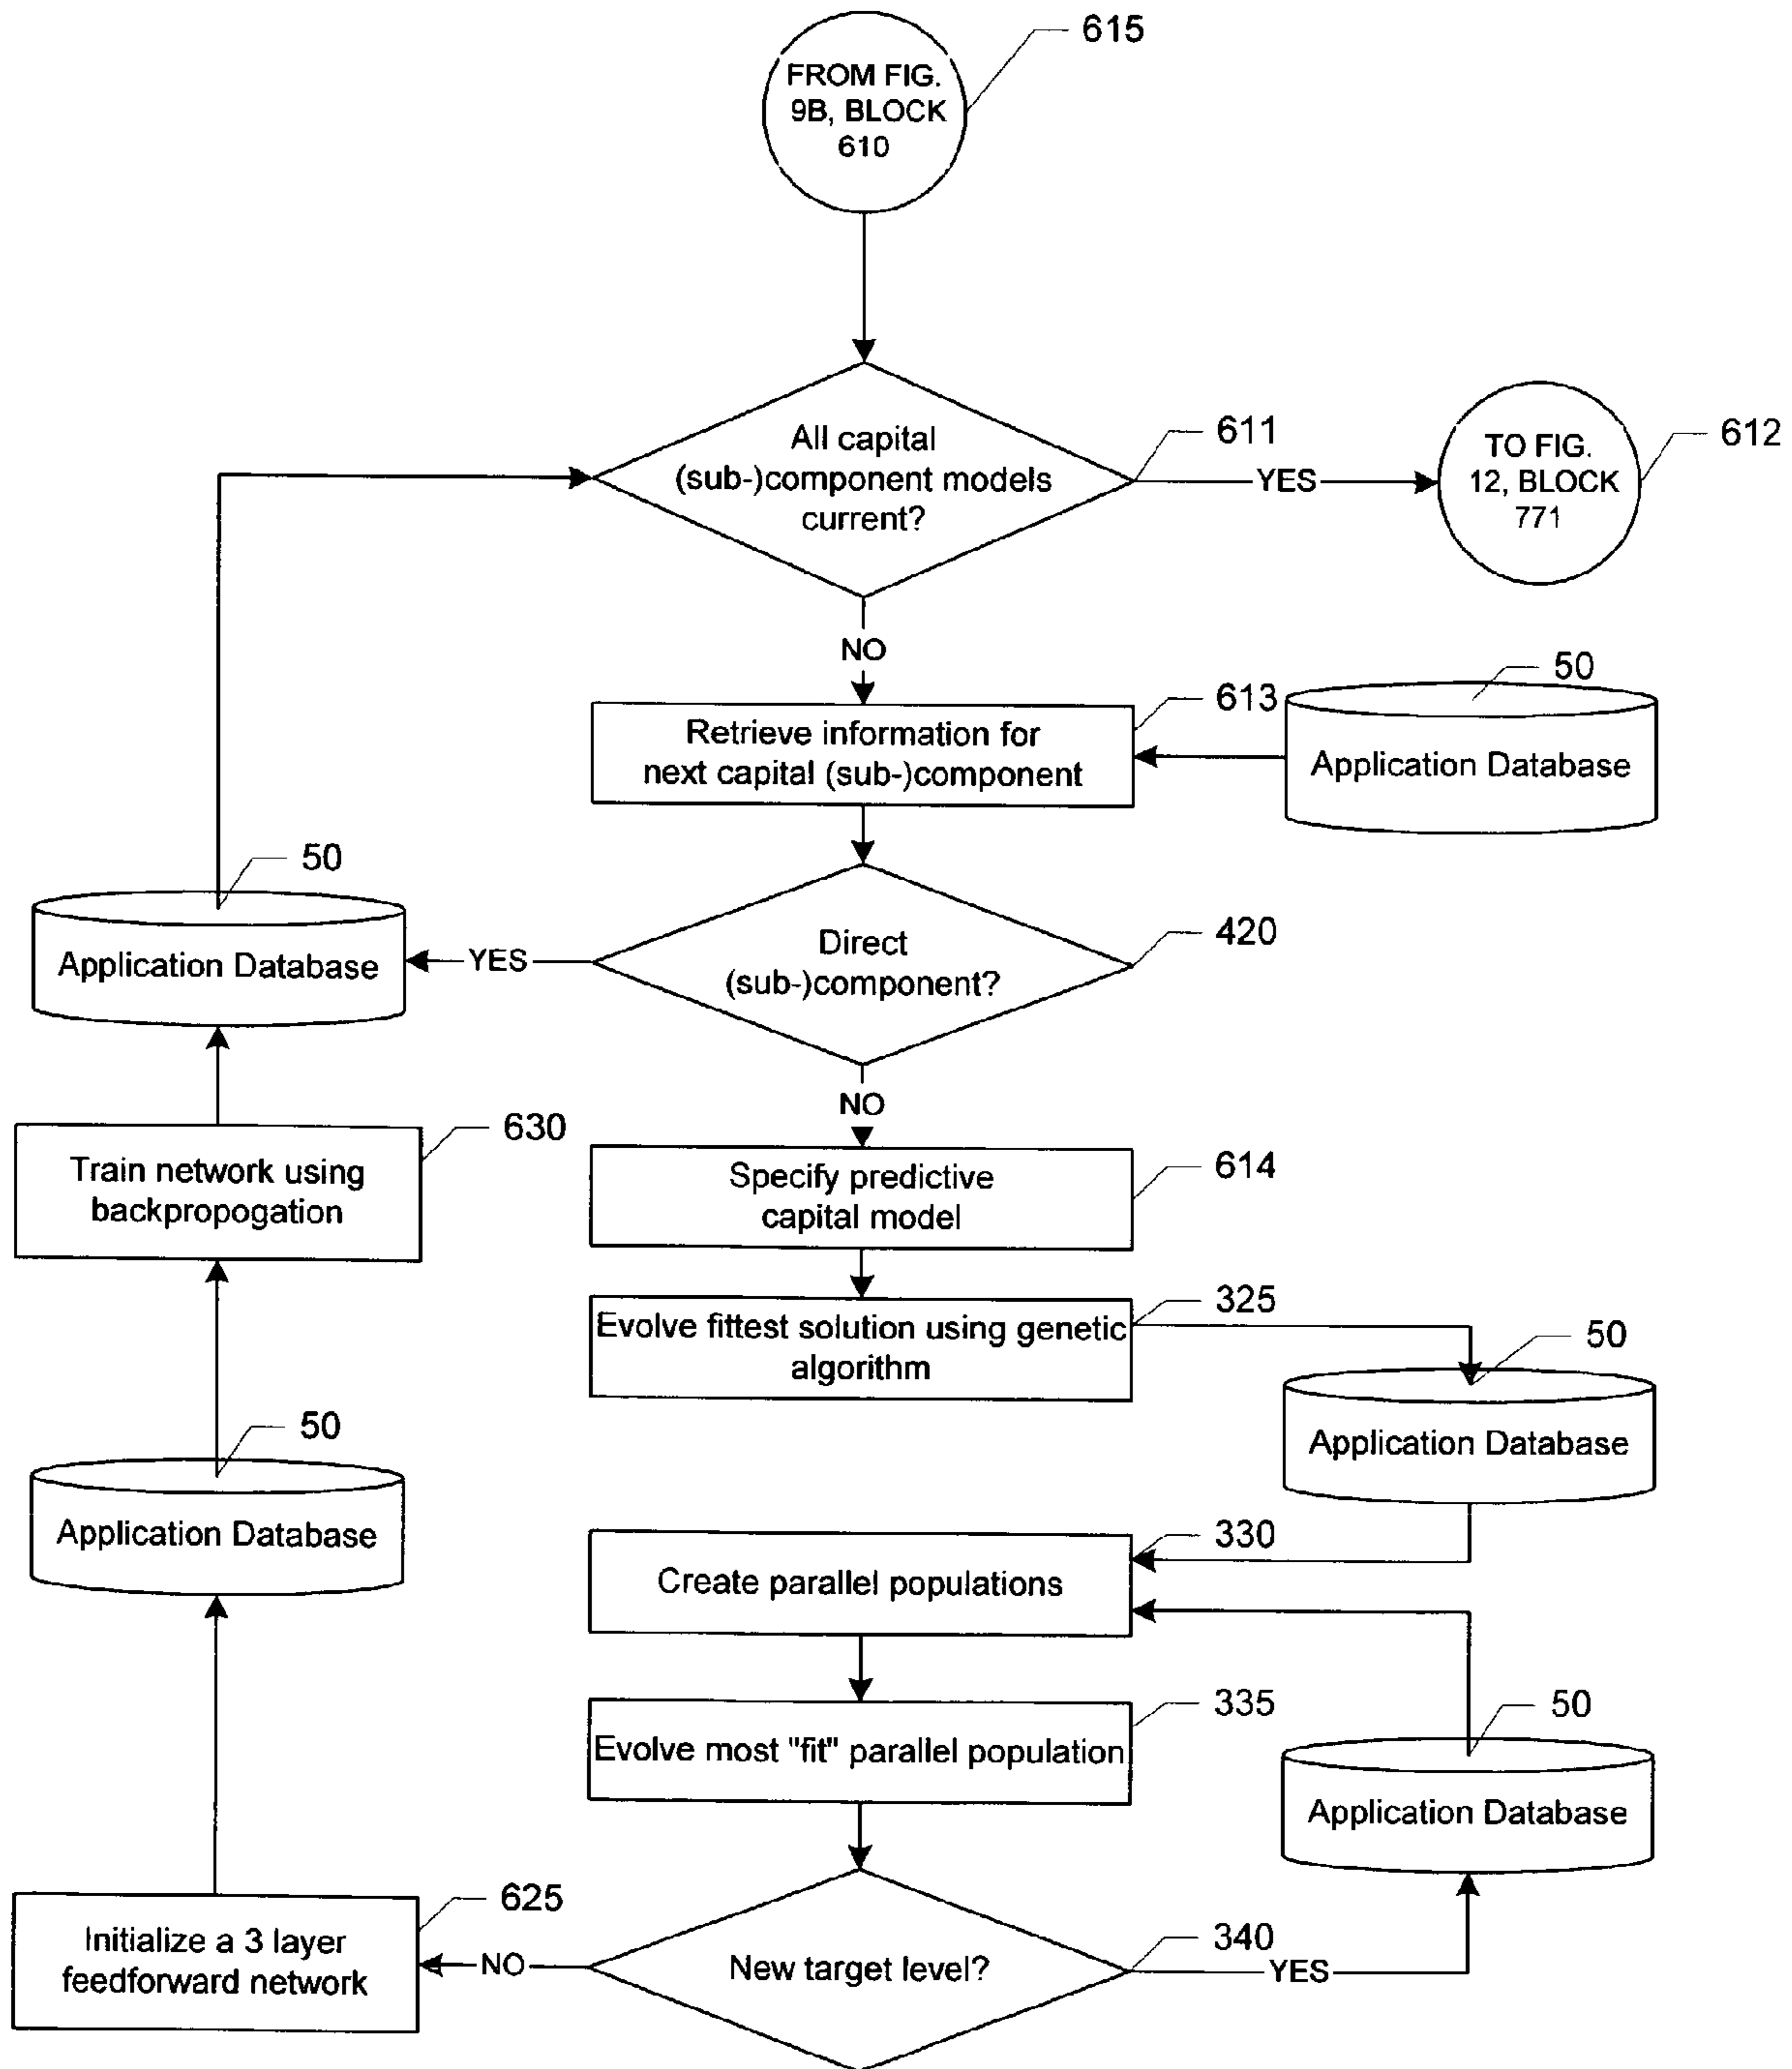 615
FROM FIG.
9B, BLOCK
610
All capital
(sub-)component models
current?
611
YES
TO FIG.
12, BLOCK
771
612
NO
Retrieve information for
next capital (sub-)component
613
50
Application Database
50
Application Database
YES
Direct
(sub-)component?
420
NO
630
Train network using
backpropogation
Specify predictive
capital model
614
Evolve fittest solution using genetic
algorithm
325
50
Application Database
50
Application Database
Create parallel populations
330
Evolve most "fit" parallel population
335
50
Application Database
625
Initialize a 3 layer
feedforward network
NO
New target level?
340
YES